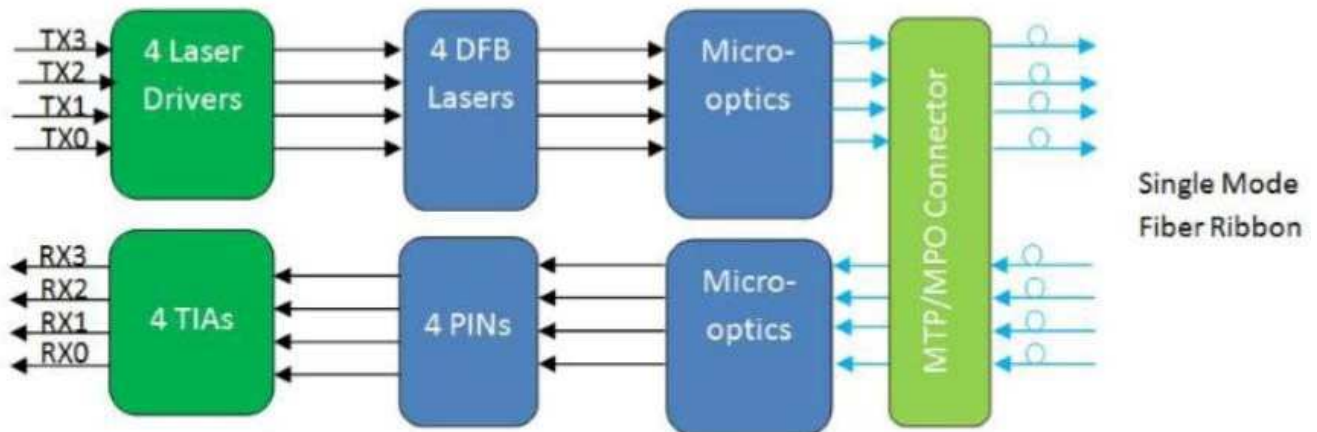 TX3
TX2
TX1
TX0
4 Laser
Drivers
4 DFB
Lasers
Micro-
optics
MTP/MPO Connector
Single Mode
Fiber Ribbon
RX3
RX2
RX1
RX0
4 TIAs
4 PINs
Micro-
optics